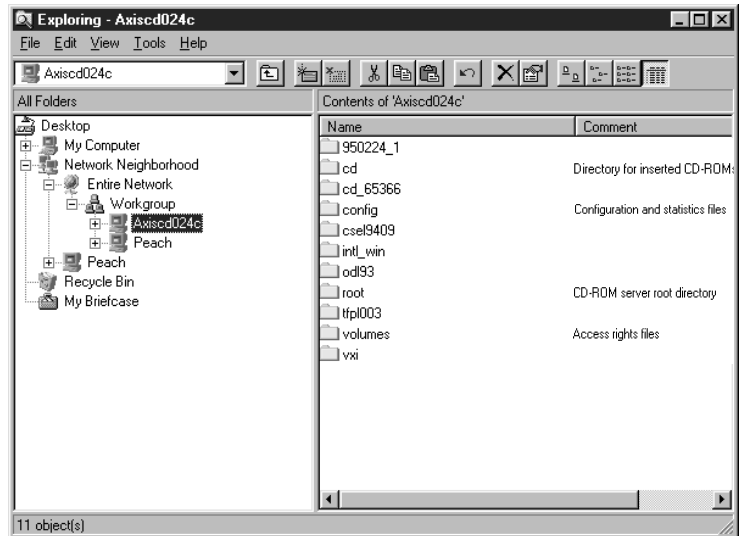 Exploring - Axiscd024c
File Edit View Tools Help
Axiscd024c
All Folders
Contents of 'Axiscd024c'
Desktop
My Computer
Network Neighborhood
Entire Network
Workgroup
Axiscd024c
Peach
Peach
Recycle Bin
My Briefcase
Name Comment
950224_1
cd Directory for inserted CD-ROM:
cd_65366
config Configuration and statistics files
csel9409
intl_win
odl93
root CD-ROM server root directory
tfpl003
volumes Access rights files
vxi
11 object(s)